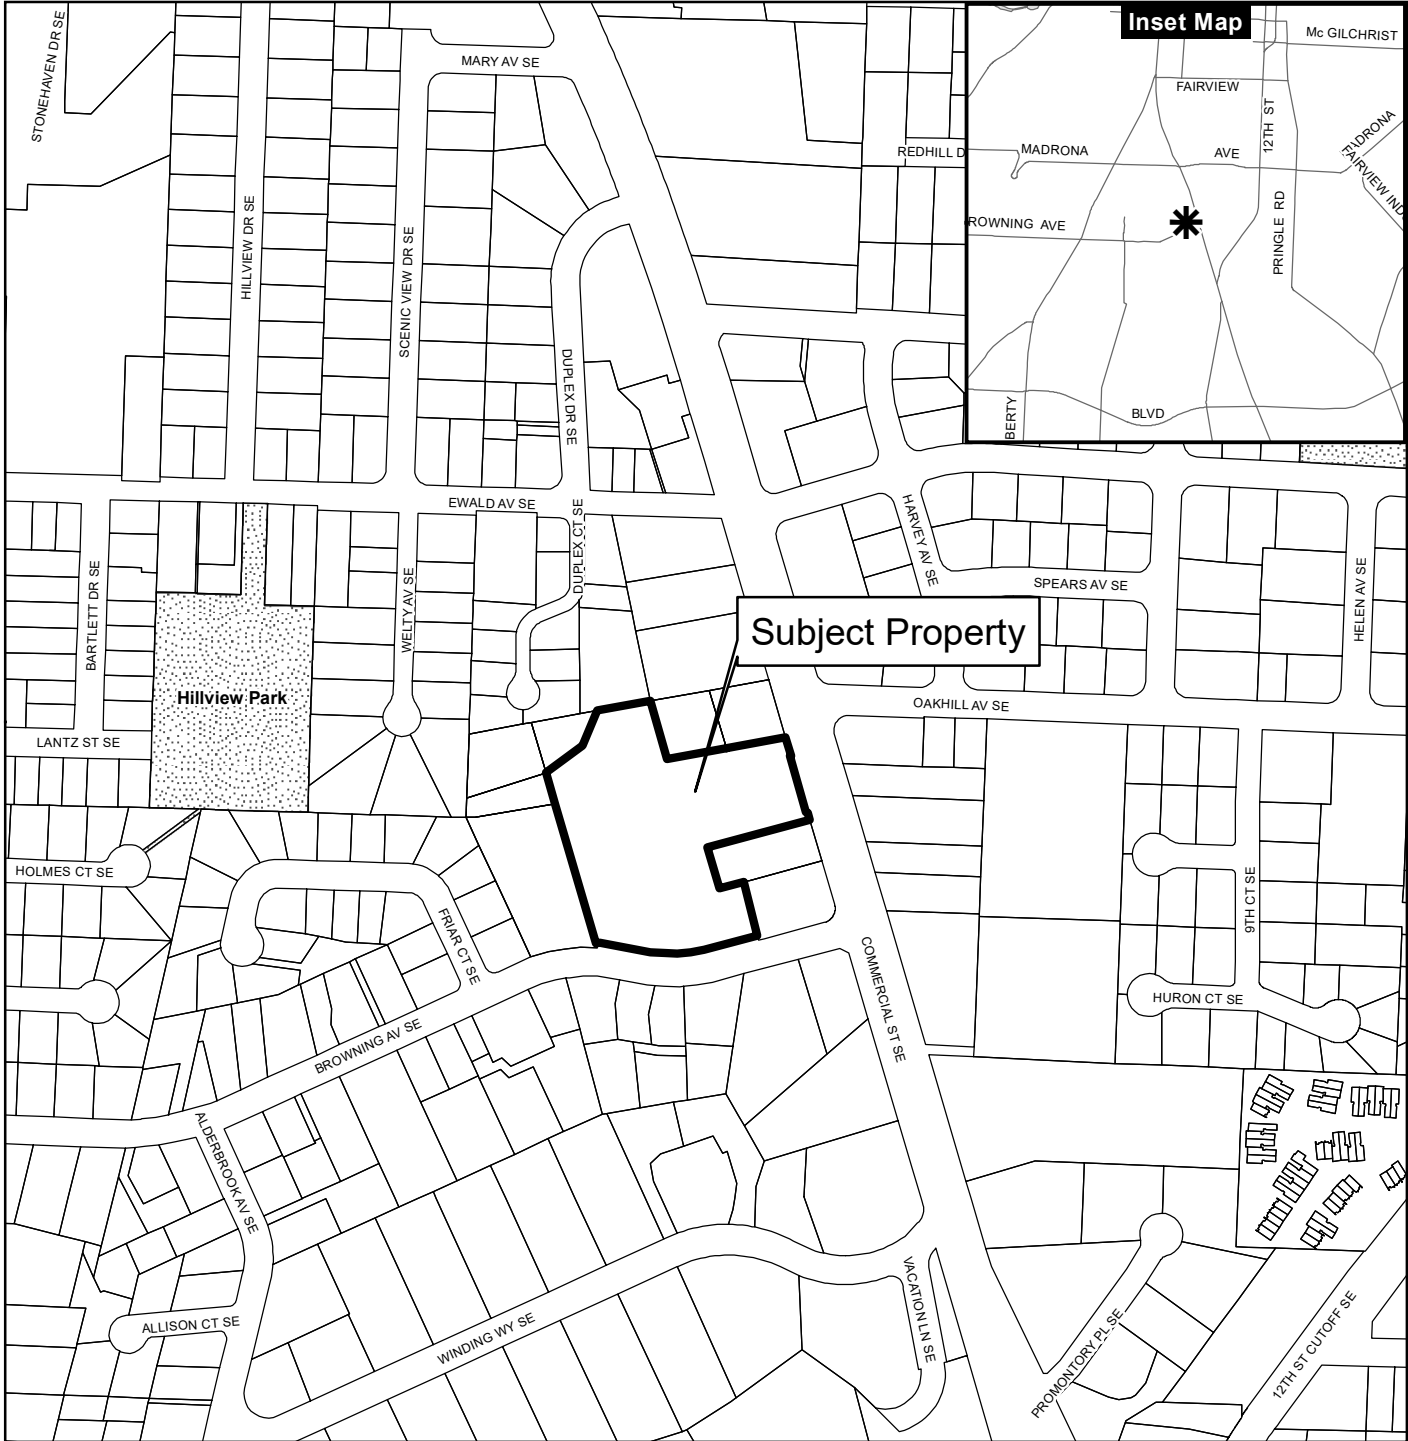 Inset Map
Mc GILCHRIST
STONEHAVEN DR SE
MARY AV SE
FAIRVIEW
12TH ST
MADRONA
AVE
ADRONA
FAIRVIEW IND
REDHILL D
ROWNING AVE
PRINGLE RD
HILLVIEW DR SE
SCENIC VIEW DR SE
DUPLEX DR SE
BERTY
BLVD
EWALD AV SE
DUPLEX CT SE
HARVEY AV SE
SPEARS AV SE
HELEN AV SE
BARTLETT DR SE
WELTY AV SE
Subject Property
Hillview Park
OAKHILL AV SE
LANTZ ST SE
HOLMES CT SE
FRIAR CT SE
9TH CT SE
COMMERCIAL ST SE
HURON CT SE
BROWNING AV SE
ALDERBROOK AV SE
VACATION LN SE
ALLISON CT SE
WINDING WY SE
PROMONTORY PL SE
12TH ST CUTOFF SE